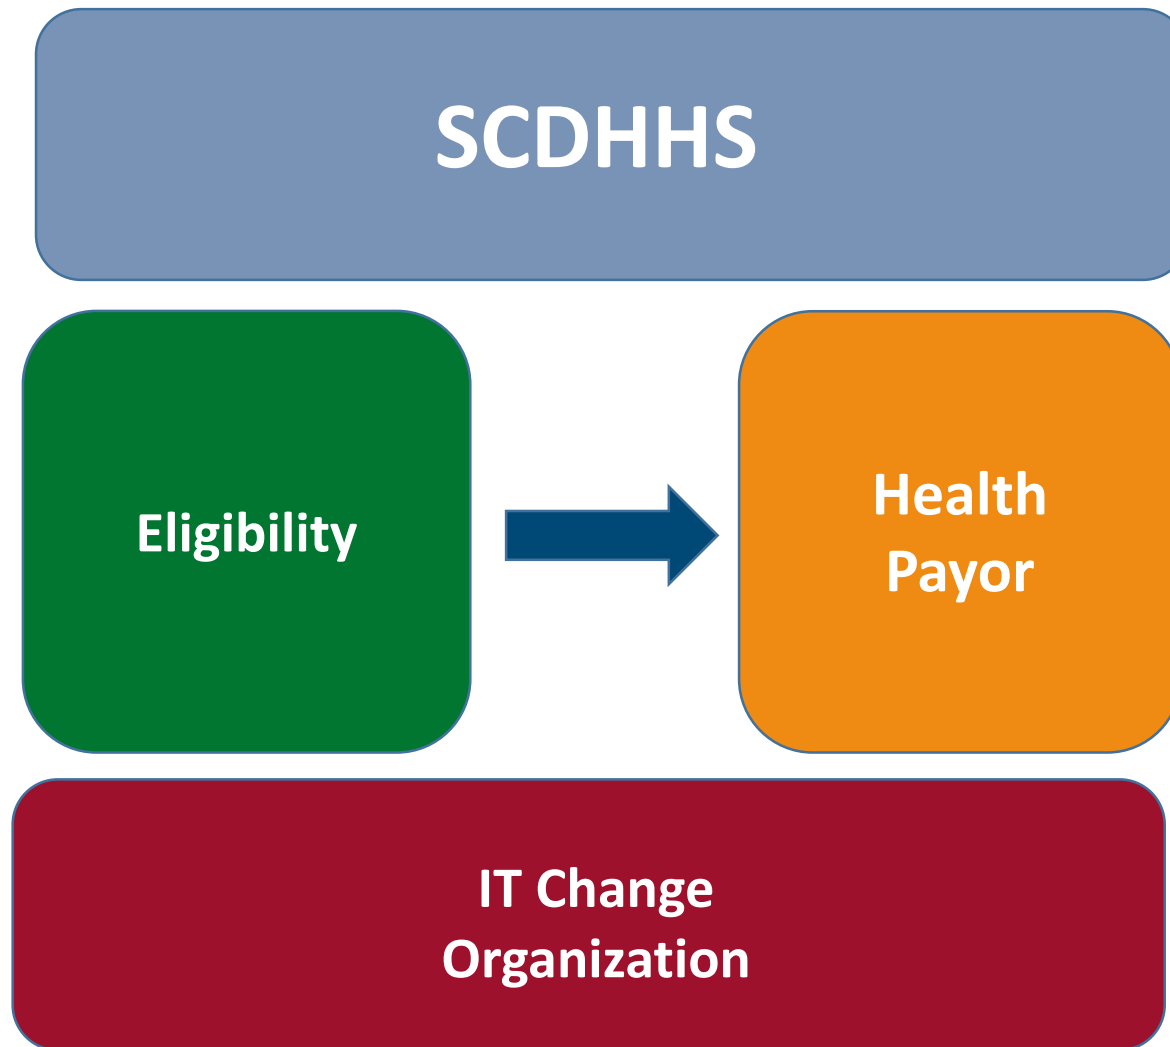 SCDHHS
Eligibility
Health
Payor
IT Change
Organization